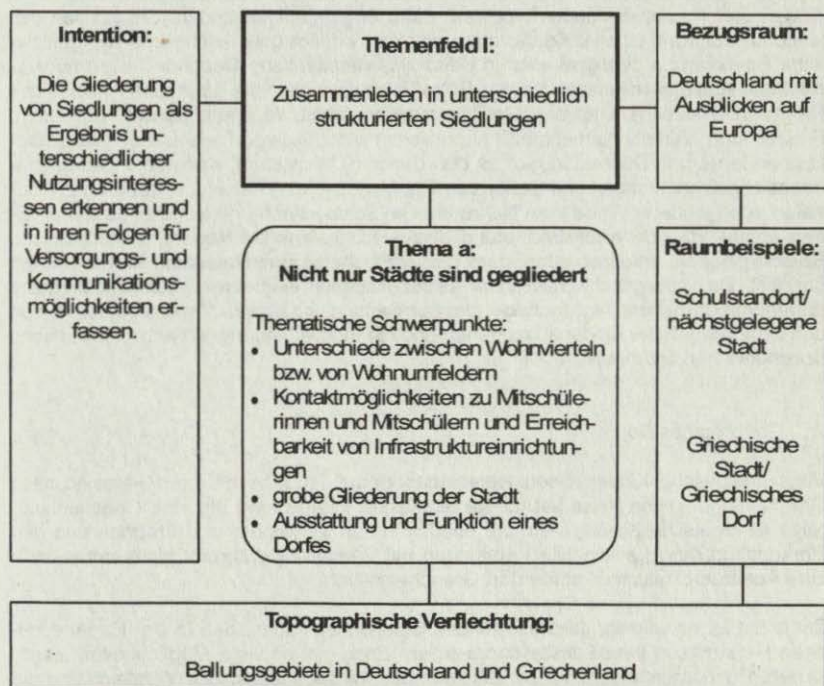 Intention:
Die Gliederung
von Siedlungen als
Ergebnis un-
terschiedlicher
Nutzungsinteres-
sen erkennen und
in ihren Folgen für
Versorgungs- und
Kommunikations-
möglichkeiten er-
fassen.
Themenfeld I:
Zusammenleben in unterschiedlich
strukturierten Siedlungen
Bezugsraum:
Deutschland mit
Ausblicken auf
Europa
Thema 1:
Nicht nur Städte sind gegliedert
Thematische Schwerpunkte:
• Unterschiede zwischen Wohnvierteln
bzw. von Wohnumfeldern
• Kontaktmöglichkeiten zu Mitschüle-
rinnen und Mitschülern und Erreich-
barkeit von Infrastruktureinrichtun-
gen
• grobe Gliederung der Stadt
• Ausstattung und Funktion eines
Dorfes
Raumbeispiele:
Schulstandort/
nächstgelegene
Stadt
Griechische
Stadt/
Griechisches
Dorf
Topographische Verflechtung:
Ballungsgebiete in Deutschland und Griechenland